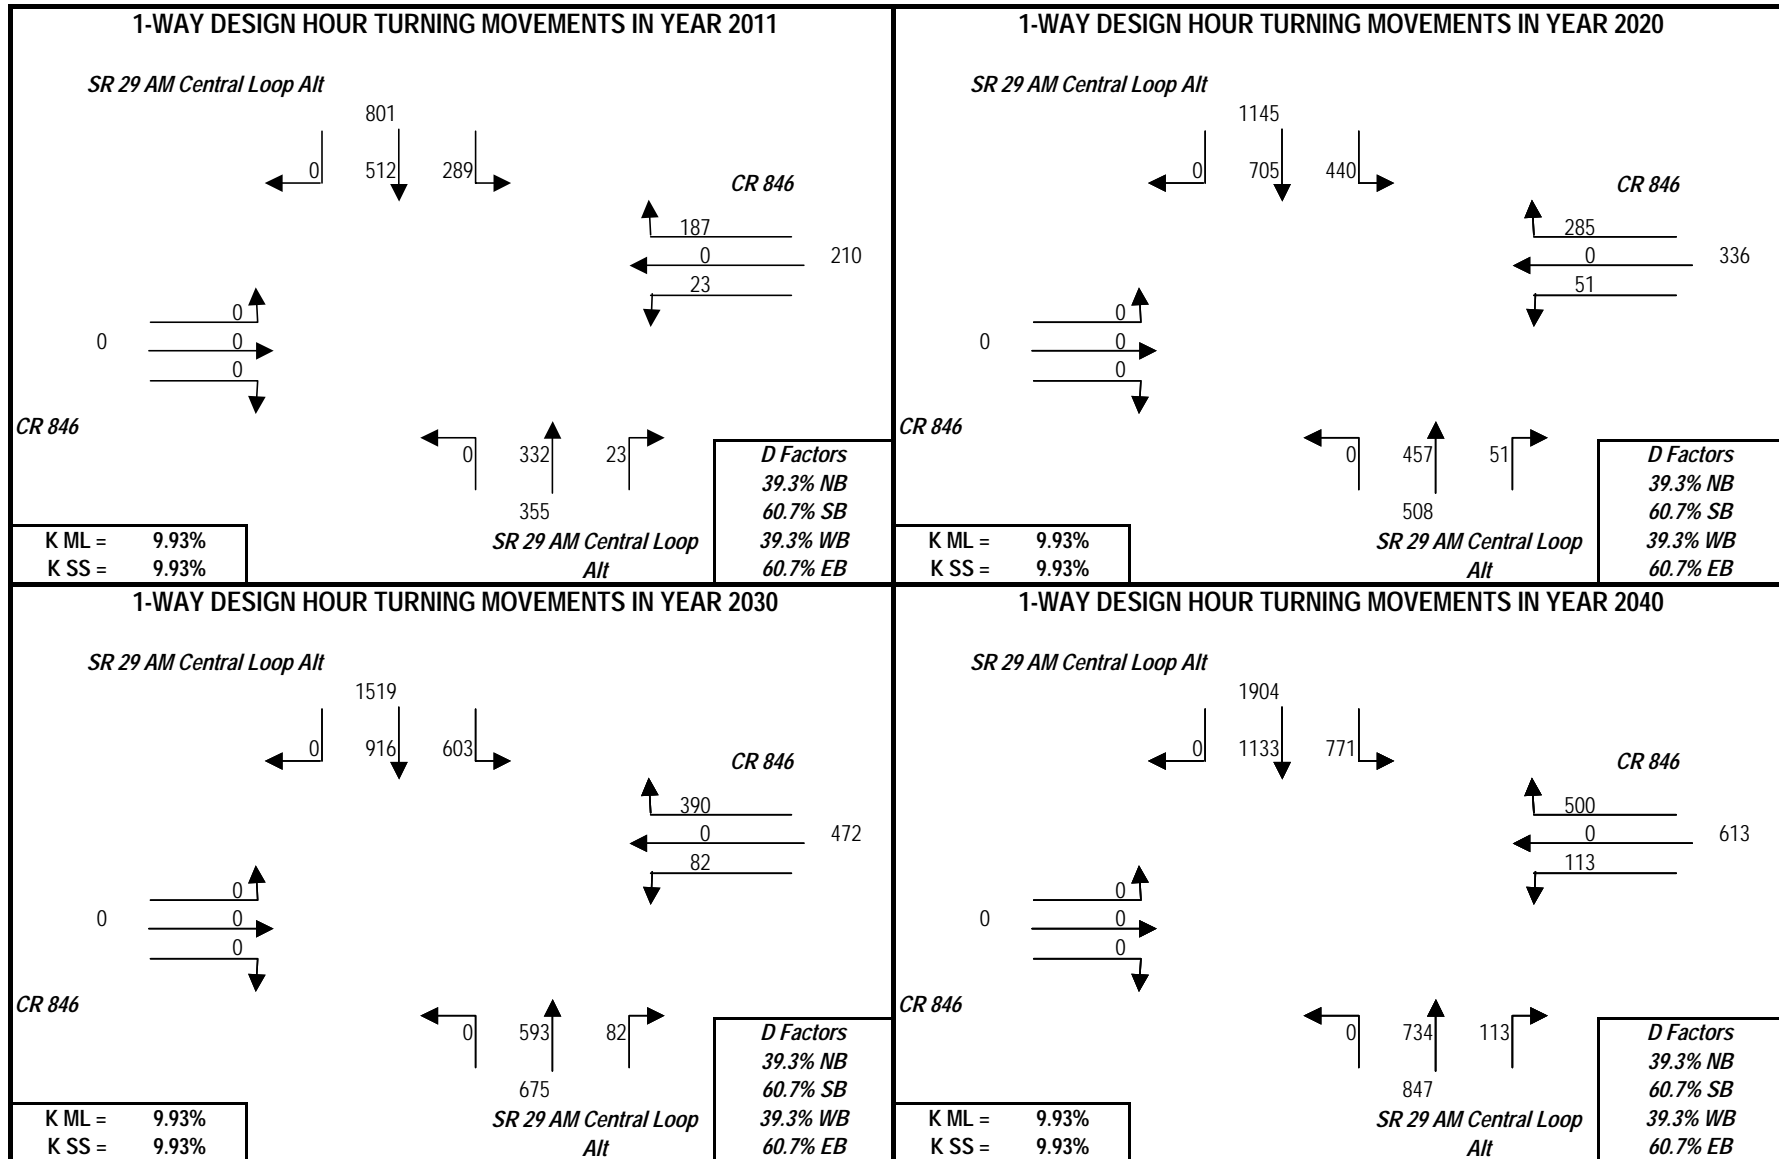 1-WAY DESIGN HOUR TURNING MOVEMENTS IN YEAR 2011
SR 29 AM Central Loop Alt
801
0 512 289
CR 846
187
0 210
23
0
0 0
0
CR 846
0 332 23
355
SR 29 AM Central Loop
Alt
D Factors
39.3% NB
60.7% SB
39.3% WB
60.7% EB
K ML = 9.93%
K SS = 9.93%
1-WAY DESIGN HOUR TURNING MOVEMENTS IN YEAR 2020
SR 29 AM Central Loop Alt
1145
0 705 440
CR 846
285
0 336
51
0
0 0
0
CR 846
0 457 51
508
SR 29 AM Central Loop
Alt
D Factors
39.3% NB
60.7% SB
39.3% WB
60.7% EB
K ML = 9.93%
K SS = 9.93%
1-WAY DESIGN HOUR TURNING MOVEMENTS IN YEAR 2030
SR 29 AM Central Loop Alt
1519
0 916 603
CR 846
390
0 472
82
0
0 0
0
CR 846
0 593 82
675
SR 29 AM Central Loop
Alt
D Factors
39.3% NB
60.7% SB
39.3% WB
60.7% EB
K ML = 9.93%
K SS = 9.93%
1-WAY DESIGN HOUR TURNING MOVEMENTS IN YEAR 2040
SR 29 AM Central Loop Alt
1904
0 1133 771
CR 846
500
0 613
113
0
0 0
0
CR 846
0 734 113
847
SR 29 AM Central Loop
Alt
D Factors
39.3% NB
60.7% SB
39.3% WB
60.7% EB
K ML = 9.93%
K SS = 9.93%